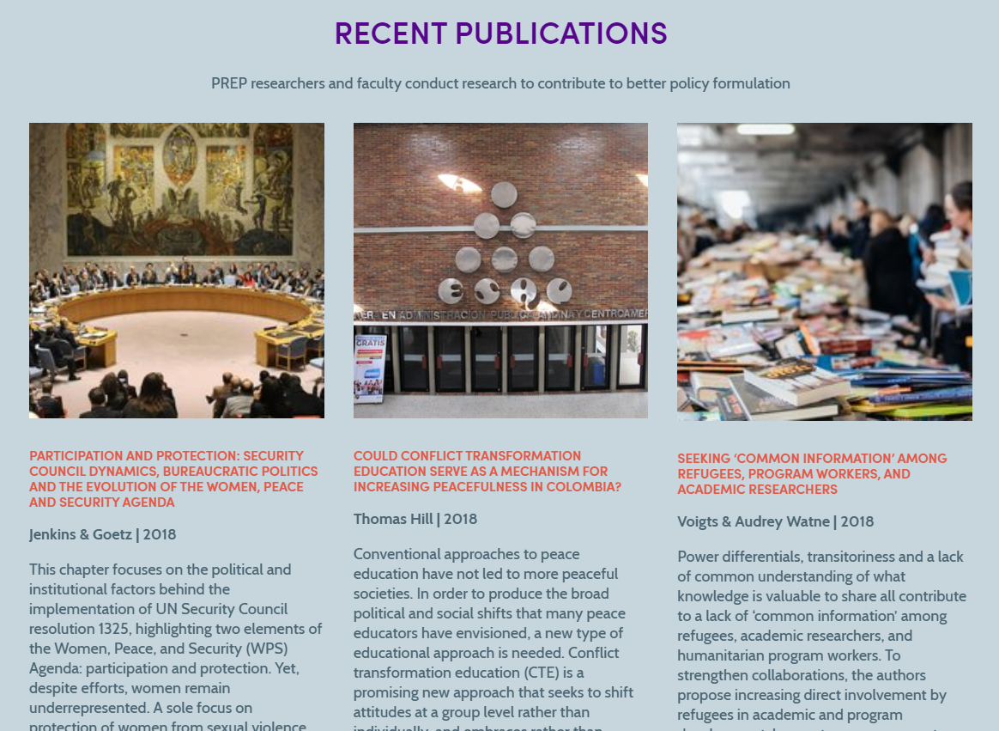 RECENT PUBLICATIONS
PREP researchers and faculty conduct research to contribute to better policy formulation
EN ADMINISTRACION PUBLICA ANDINA Y CENTROAMER
GRATIS
PARTICIPATION AND PROTECTION: SECURITY
COUNCIL DYNAMICS, BUREAUCRATIC POLITICS
AND THE EVOLUTION OF THE WOMEN, PEACE
AND SECURITY AGENDA
Jenkins & Goetz | 2018
This chapter focuses on the political and
institutional factors behind the
implementation of UN Security Council
resolution 1325, highlighting two elements of
the Women, Peace, and Security (WPS)
Agenda: participation and protection. Yet,
despite efforts, women remain
underrepresented. A sole focus on
protection of women from sexual violence
COULD CONFLICT TRANSFORMATION
EDUCATION SERVE AS A MECHANISM FOR
INCREASING PEACEFULNESS IN COLOMBIA?
Thomas Hill | 2018
Conventional approaches to peace
education have not led to more peaceful
societies. In order to produce the broad
political and social shifts that many peace
educators have envisioned, a new type of
educational approach is needed. Conflict
transformation education (CTE) is a
promising new approach that seeks to shift
attitudes at a group level rather than
individually, and embraces rather than
SEEKING ‘COMMON INFORMATION’ AMONG
REFUGEES, PROGRAM WORKERS, AND
ACADEMIC RESEARCHERS
Voigts & Audrey Watne | 2018
Power differentials, transitoriness and a lack
of common understanding of what
knowledge is valuable to share all contribute
to a lack of ‘common information’ among
refugees, academic researchers, and
humanitarian program workers. To
strengthen collaborations, the authors
propose increasing direct involvement by
refugees in academic and program